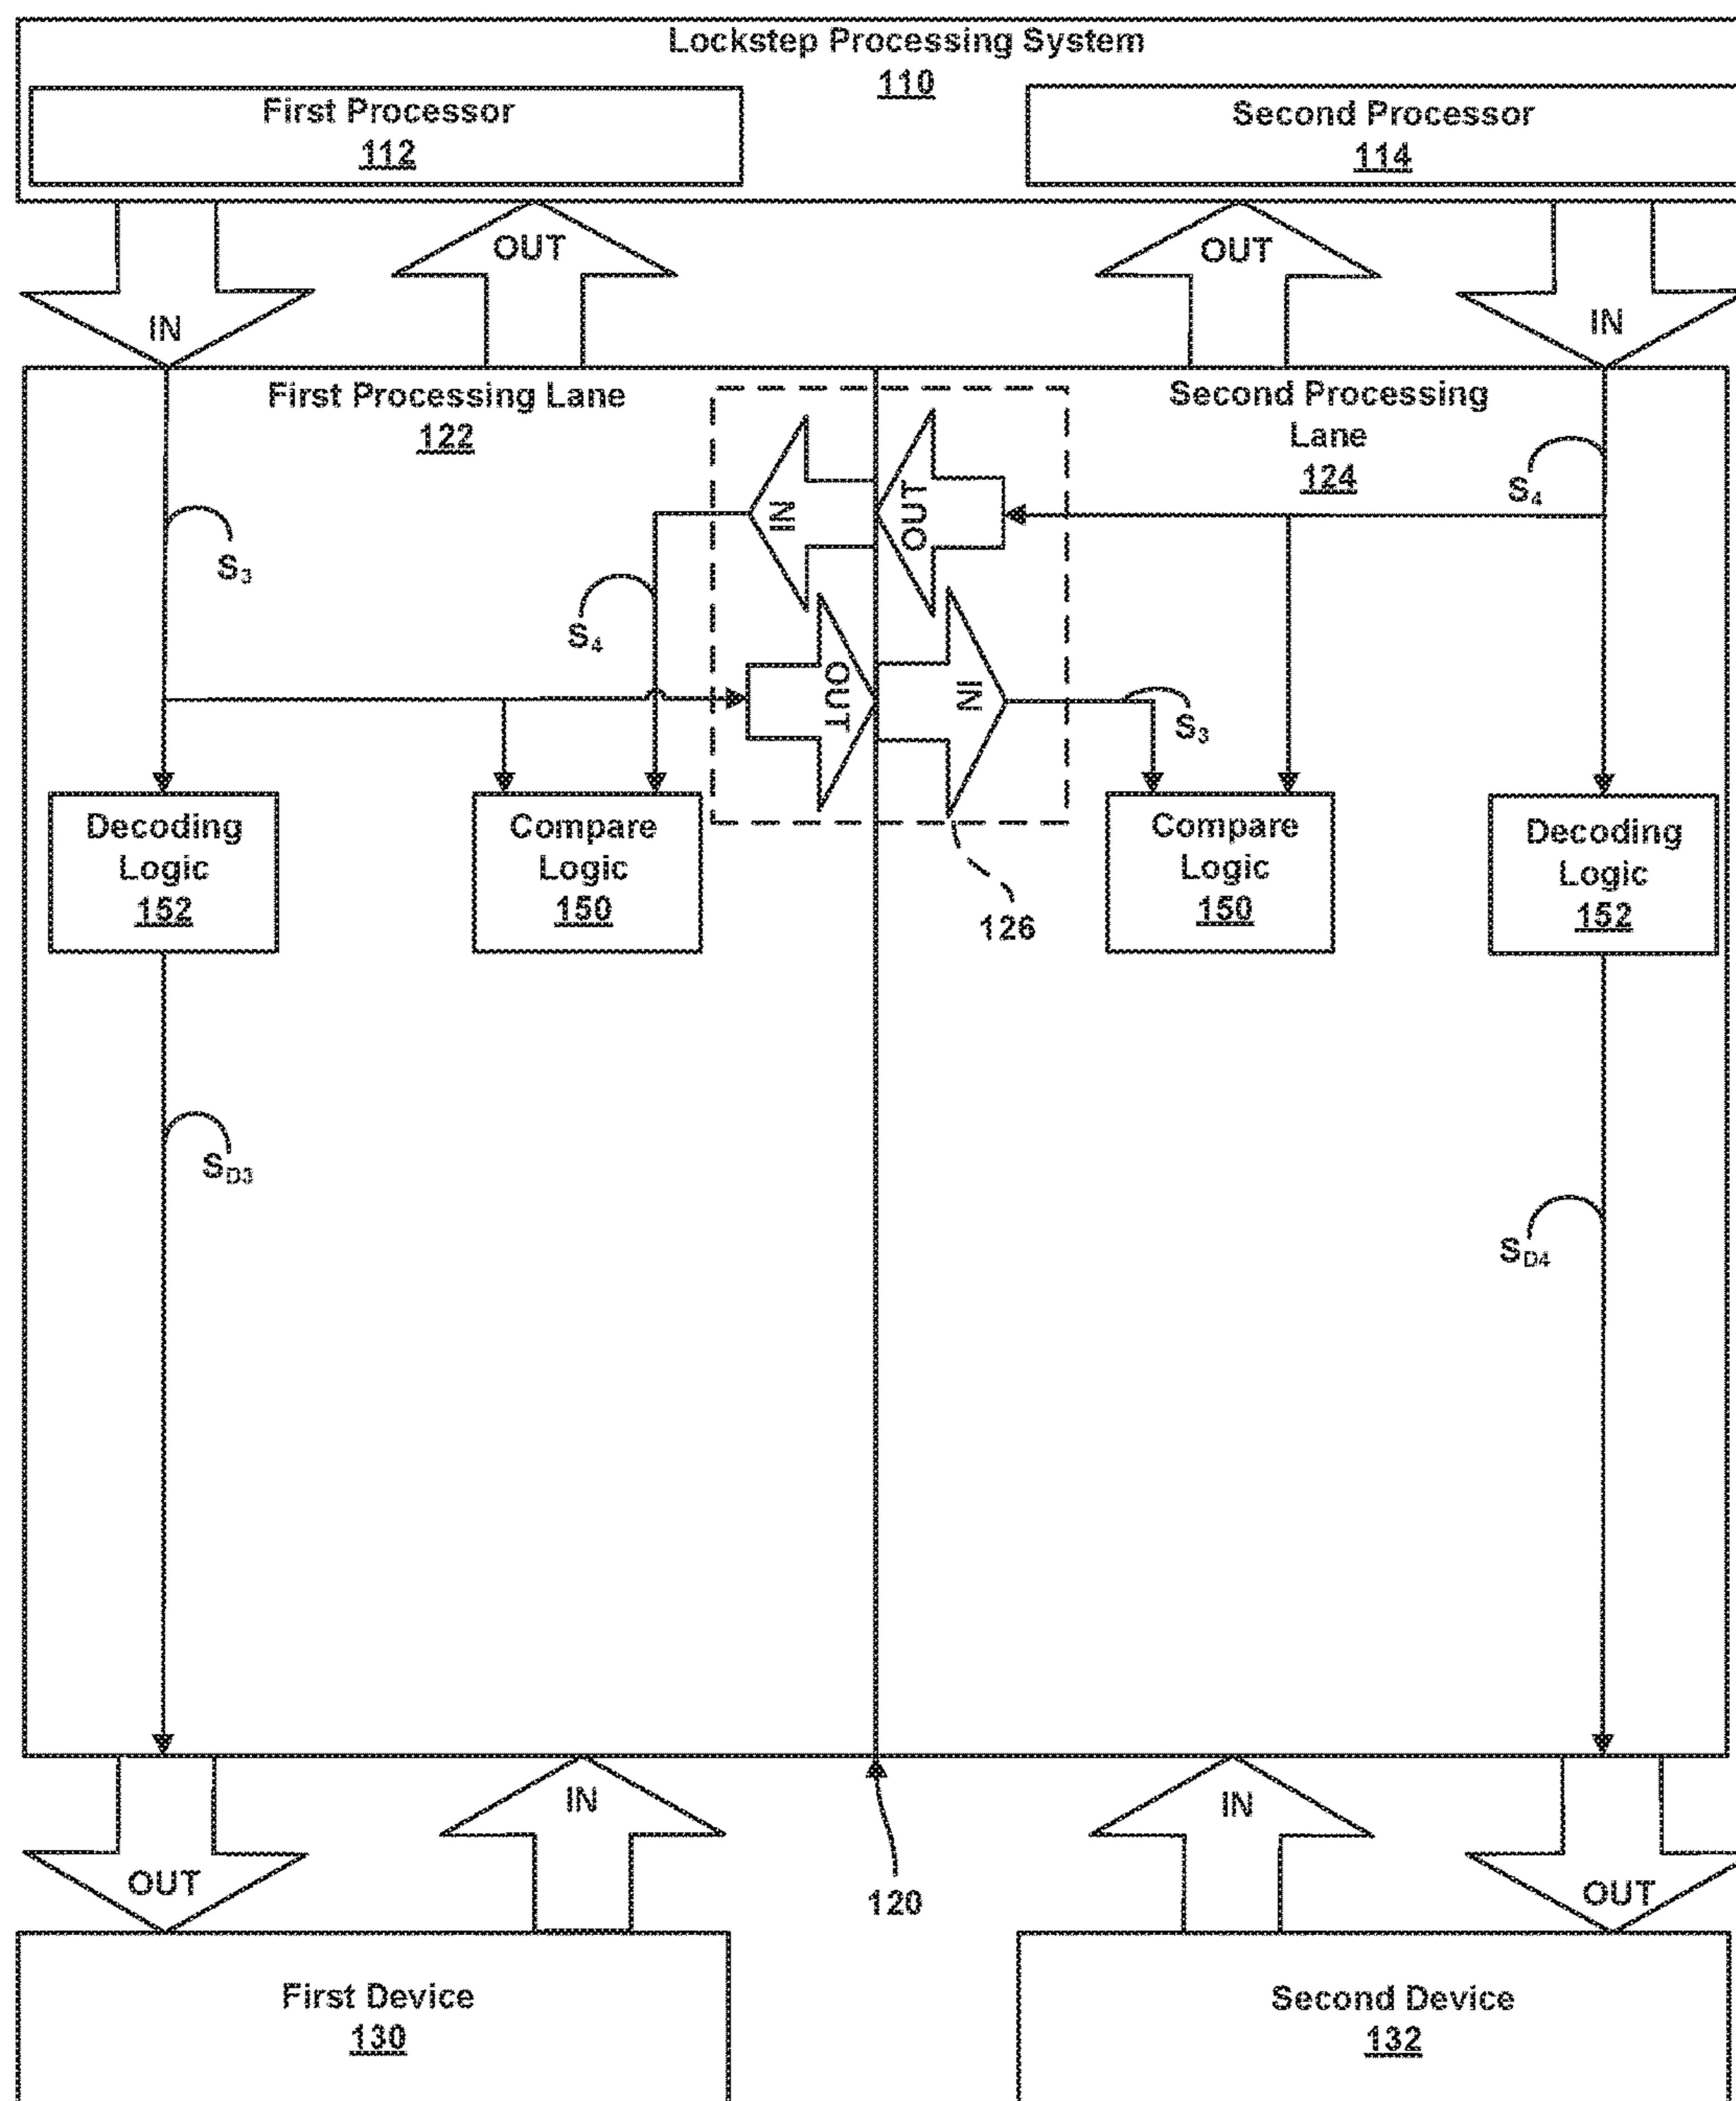 Lockstep Processing System
110
First Processor
112
Second Processor
114
IN
OUT
OUT
IN
First Processing Lane
122
Second Processing
Lane
124
S3
S4
IN
OUT
S4
OUT
IN
S3
Decoding
Logic
152
Compare
Logic
150
126
Compare
Logic
150
Decoding
Logic
152
SD3
SD4
OUT
IN
120
IN
OUT
First Device
130
Second Device
132